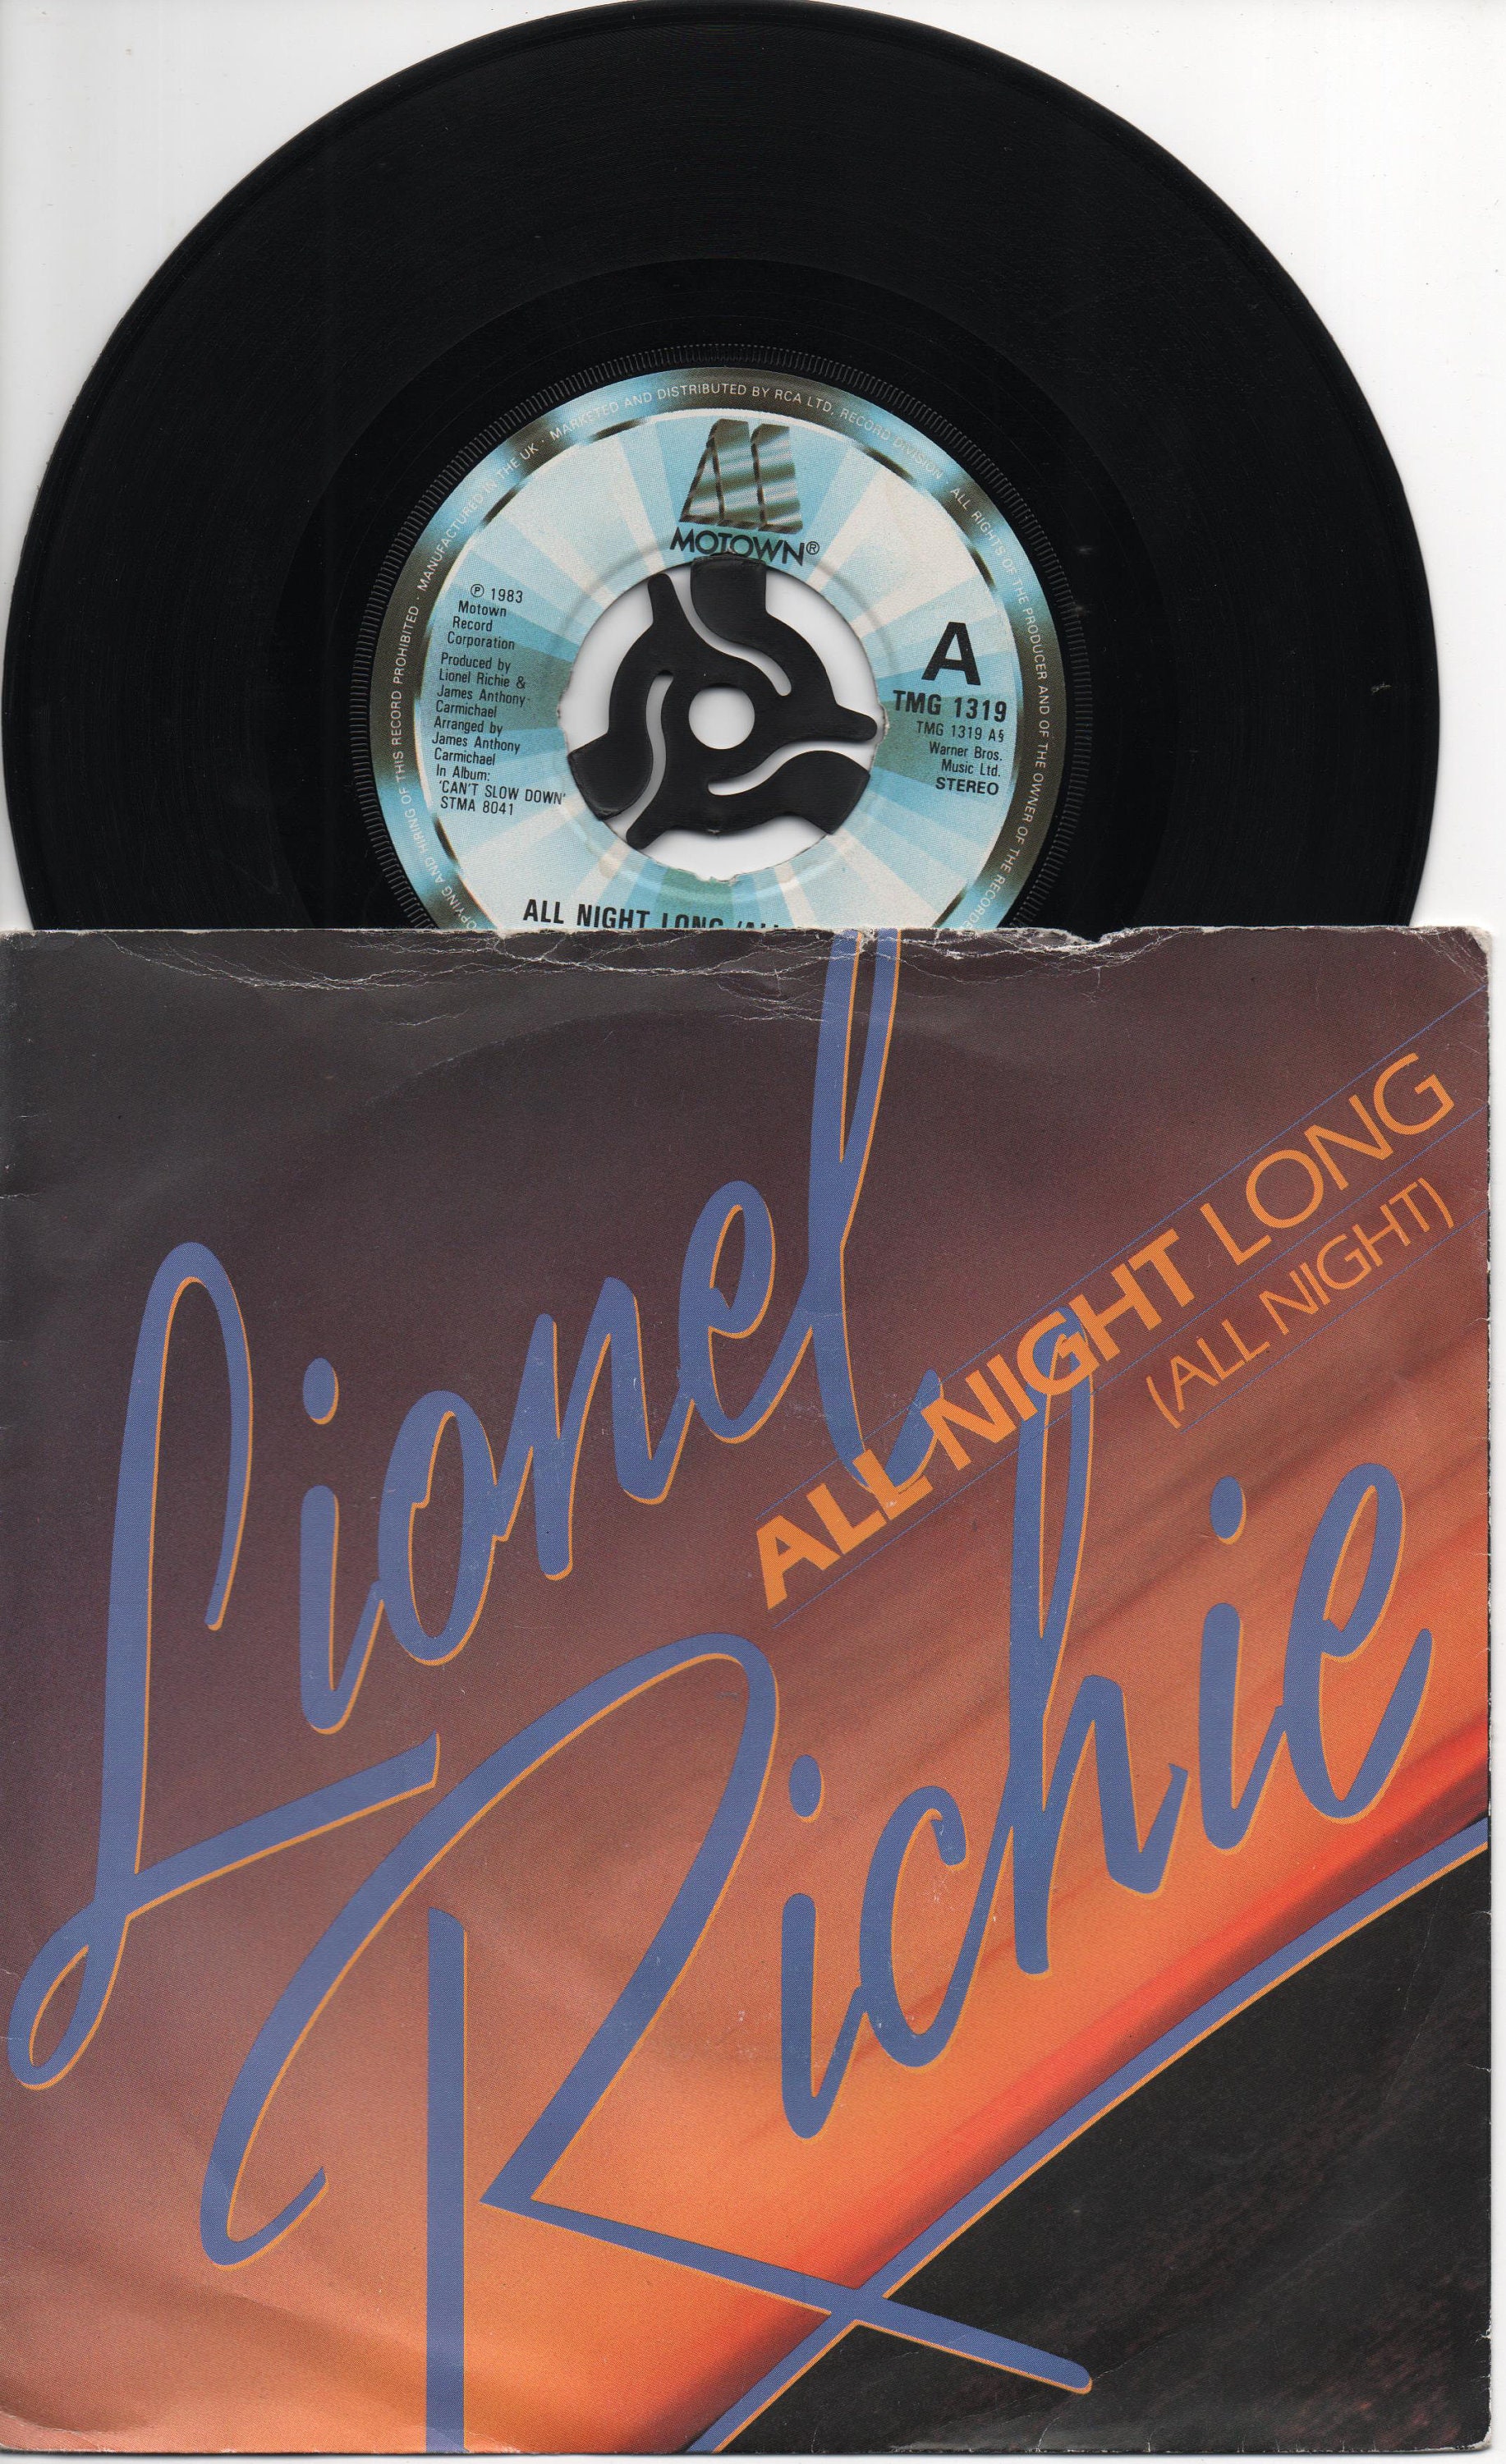 MANUFACTURED IN THE UK · MARKETED AND DISTRIBUTED BY RCA LTD. RECORD DIVISION · ALL RIGHTS OF THE PRODUCER AND OF THE OWNER OF THE RECORDED
COPYING AND HIRING OF THIS RECORD PROHIBITED ·
MOTOWN®
℗ 1983
Motown
Record
Corporation
Produced by
Lionel Richie &
James Anthony
Carmichael
Arranged by
James Anthony
Carmichael
In Album:
'CAN'T SLOW DOWN'
STMA 8041
A
TMG 1319
TMG 1319 A§
Warner Bros.
Music Ltd.
STEREO
ALL NIGHT LONG (ALL
Lionel
ALL NIGHT LONG
(ALL NIGHT)
Richie